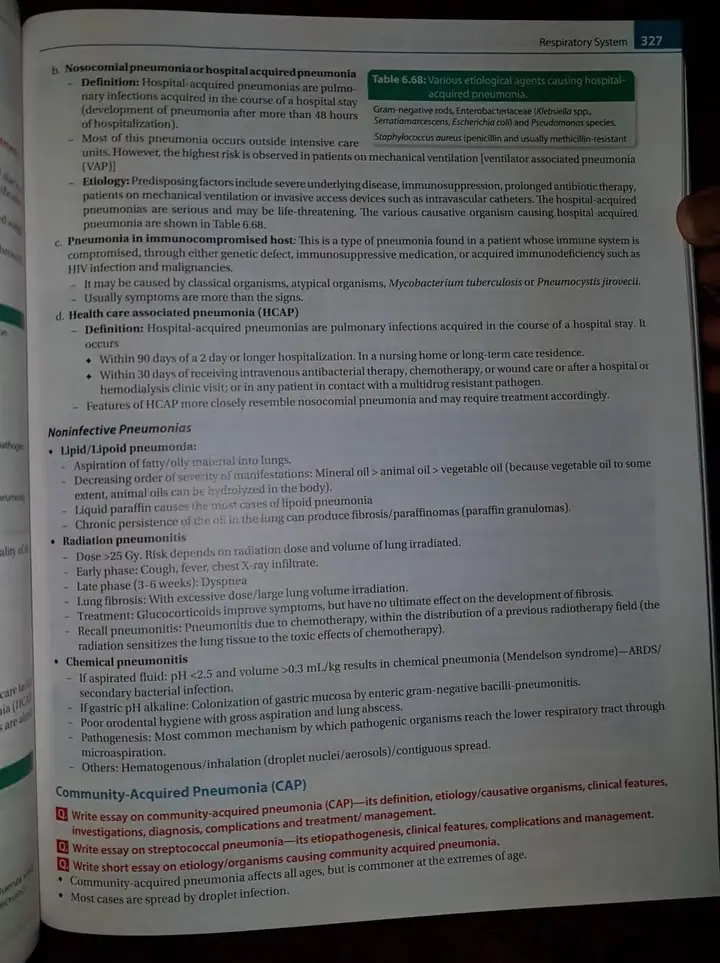 Respiratory System 327
b. Nosocomial pneumonia or hospital acquired pneumonia
– Definition: Hospital-acquired pneumonias are pulmo-
nary infections acquired in the course of a hospital stay
(development of pneumonia after more than 48 hours
of hospitalization).
– Most of this pneumonia occurs outside intensive care
Table 6.68: Various etiological agents causing hospital-
acquired pneumonia.
Gram-negative rods, Enterobacteriaceae (Klebsiella spp.,
Serratiamarcescens, Escherichia coli) and Pseudomonas species.
Staphylococcus aureus (penicillin and usually methicillin-resistant
units. However, the highest risk is observed in patients on mechanical ventilation [ventilator associated pneumonia
(VAP)]
– Etiology: Predisposing factors include severe underlying disease, immunosuppression, prolonged antibiotic therapy,
patients on mechanical ventilation or invasive access devices such as intravascular catheters. The hospital-acquired
pneumonias are serious and may be life-threatening. The various causative organism causing hospital-acquired
pneumonia are shown in Table 6.68.
c. Pneumonia in immunocompromised host: This is a type of pneumonia found in a patient whose immune system is
compromised, through either genetic defect, immunosuppressive medication, or acquired immunodeficiency such as
HIV infection and malignancies.
– It may be caused by classical organisms, atypical organisms, Mycobacterium tuberculosis or Pneumocystis jirovecii.
– Usually symptoms are more than the signs.
d. Health care associated pneumonia (HCAP)
– Definition: Hospital-acquired pneumonias are pulmonary infections acquired in the course of a hospital stay. It
occurs
◆ Within 90 days of a 2 day or longer hospitalization. In a nursing home or long-term care residence.
◆ Within 30 days of receiving intravenous antibacterial therapy, chemotherapy, or wound care or after a hospital or
hemodialysis clinic visit; or in any patient in contact with a multidrug resistant pathogen.
– Features of HCAP more closely resemble nosocomial pneumonia and may require treatment accordingly.
Noninfective Pneumonias
• Lipid/Lipoid pneumonia:
– Aspiration of fatty/oily material into lungs.
– Decreasing order of severity of manifestations: Mineral oil > animal oil > vegetable oil (because vegetable oil to some
extent, animal oils can be hydrolyzed in the body).
– Liquid paraffin causes the most cases of lipoid pneumonia
– Chronic persistence of the oil in the lung can produce fibrosis/paraffinomas (paraffin granulomas).
• Radiation pneumonitis
– Dose >25 Gy. Risk depends on radiation dose and volume of lung irradiated.
– Early phase: Cough, fever, chest X-ray infiltrate.
– Late phase (3–6 weeks): Dyspnea
– Lung fibrosis: With excessive dose/large lung volume irradiation.
– Treatment: Glucocorticoids improve symptoms, but have no ultimate effect on the development of fibrosis.
– Recall pneumonitis: Pneumonitis due to chemotherapy, within the distribution of a previous radiotherapy field (the
radiation sensitizes the lung tissue to the toxic effects of chemotherapy).
• Chemical pneumonitis
– If aspirated fluid: pH <2.5 and volume >0.3 mL/kg results in chemical pneumonia (Mendelson syndrome)—ARDS/
secondary bacterial infection.
– If gastric pH alkaline: Colonization of gastric mucosa by enteric gram-negative bacilli-pneumonitis.
– Poor orodental hygiene with gross aspiration and lung abscess.
– Pathogenesis: Most common mechanism by which pathogenic organisms reach the lower respiratory tract through
microaspiration.
– Others: Hematogenous/inhalation (droplet nuclei/aerosols)/contiguous spread.
Community-Acquired Pneumonia (CAP)
Q. Write essay on community-acquired pneumonia (CAP)—its definition, etiology/causative organisms, clinical features,
investigations, diagnosis, complications and treatment/ management.
Q. Write essay on streptococcal pneumonia—its etiopathogenesis, clinical features, complications and management.
Q. Write short essay on etiology/organisms causing community acquired pneumonia.
• Community-acquired pneumonia affects all ages, but is commoner at the extremes of age.
• Most cases are spread by droplet infection.